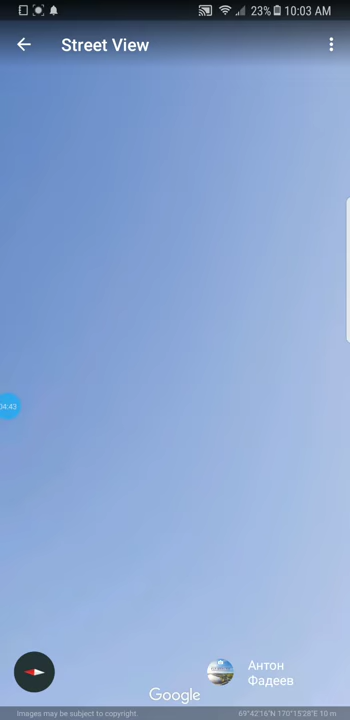 23% 10:03 AM
Street View
04:43
Антон
Фадеев
Google
Images may be subject to copyright.
69°42'16"N 170°15'28"E 10 m